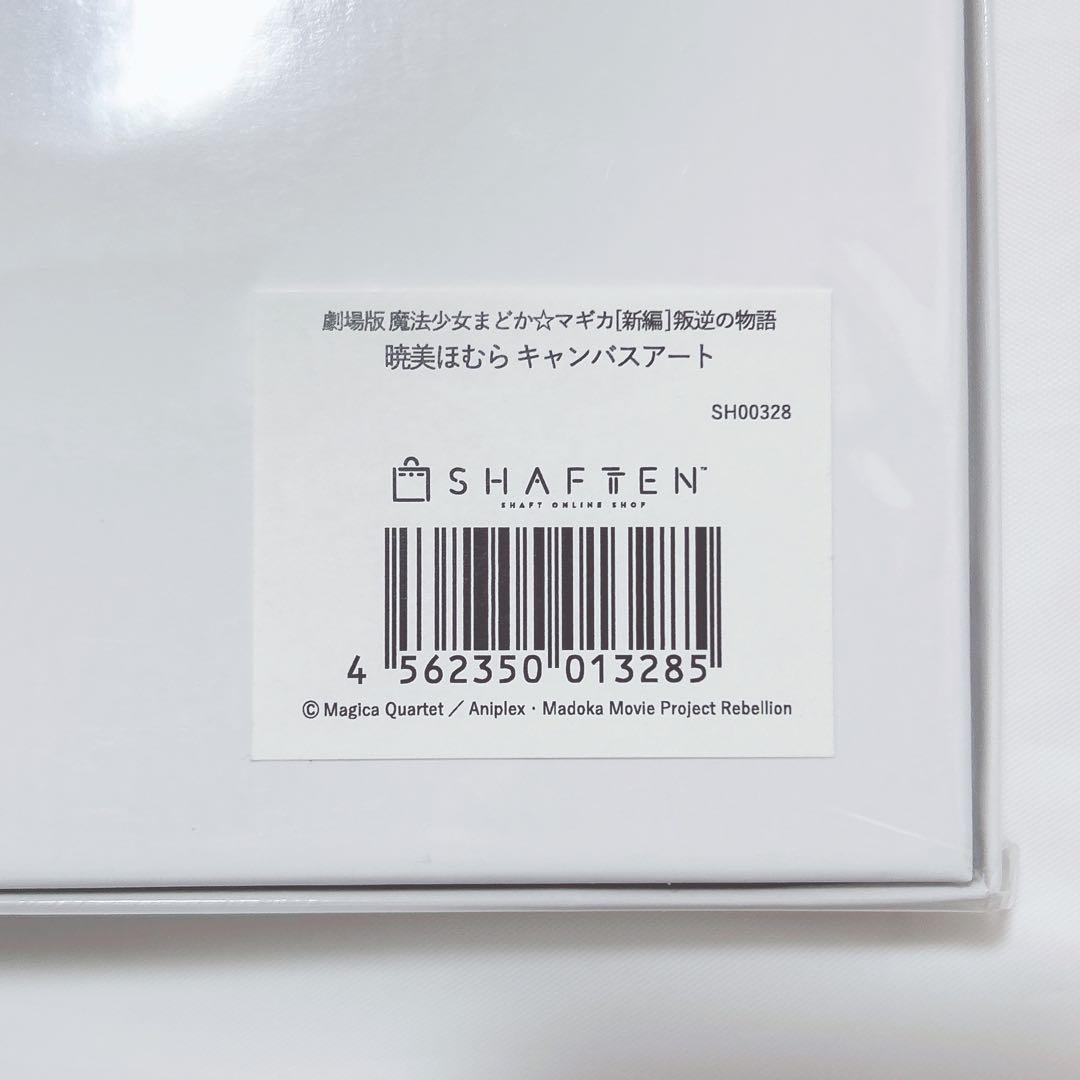 劇場版 魔法少女まどか☆マギカ[新編]叛逆の物語
暁美ほむら キャンバスアート
SH00328
SHAFTEN™
SHAFT ONLINE SHOP
4 562350 013285
© Magica Quartet／Aniplex・Madoka Movie Project Rebellion